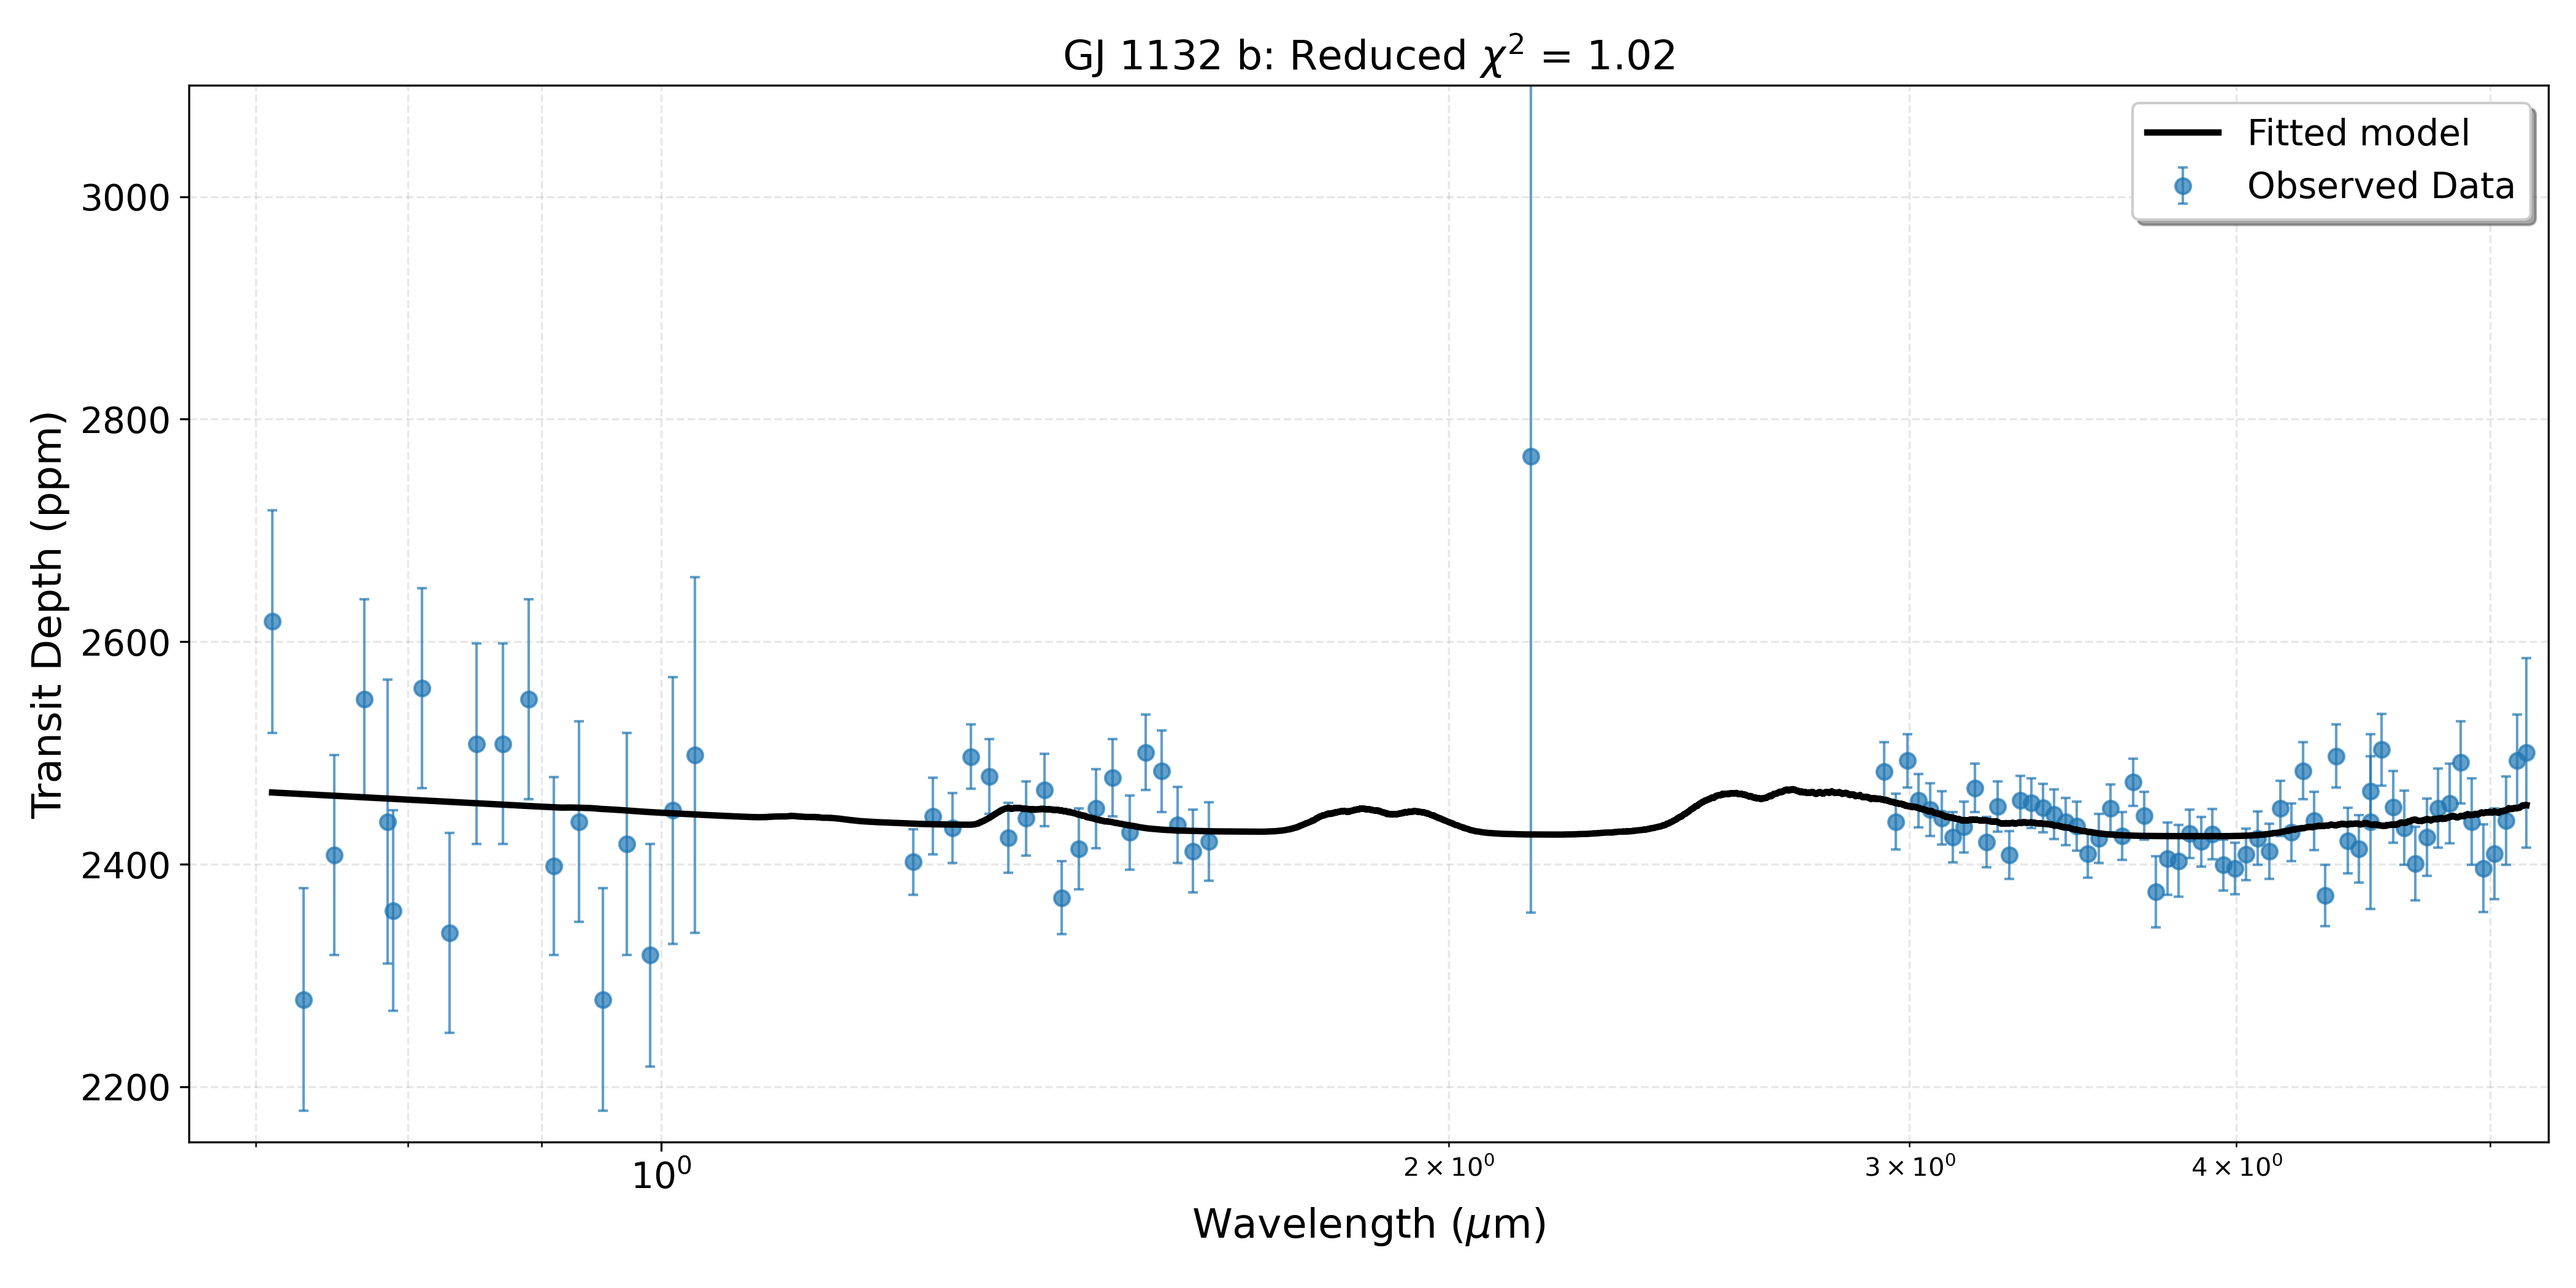 GJ 1132 b: Reduced χ² = 1.02
Fitted model
Observed Data
Transit Depth (ppm)
3000
2800
2600
2400
2200
10⁰
2 × 10⁰
3 × 10⁰
4 × 10⁰
Wavelength (μm)